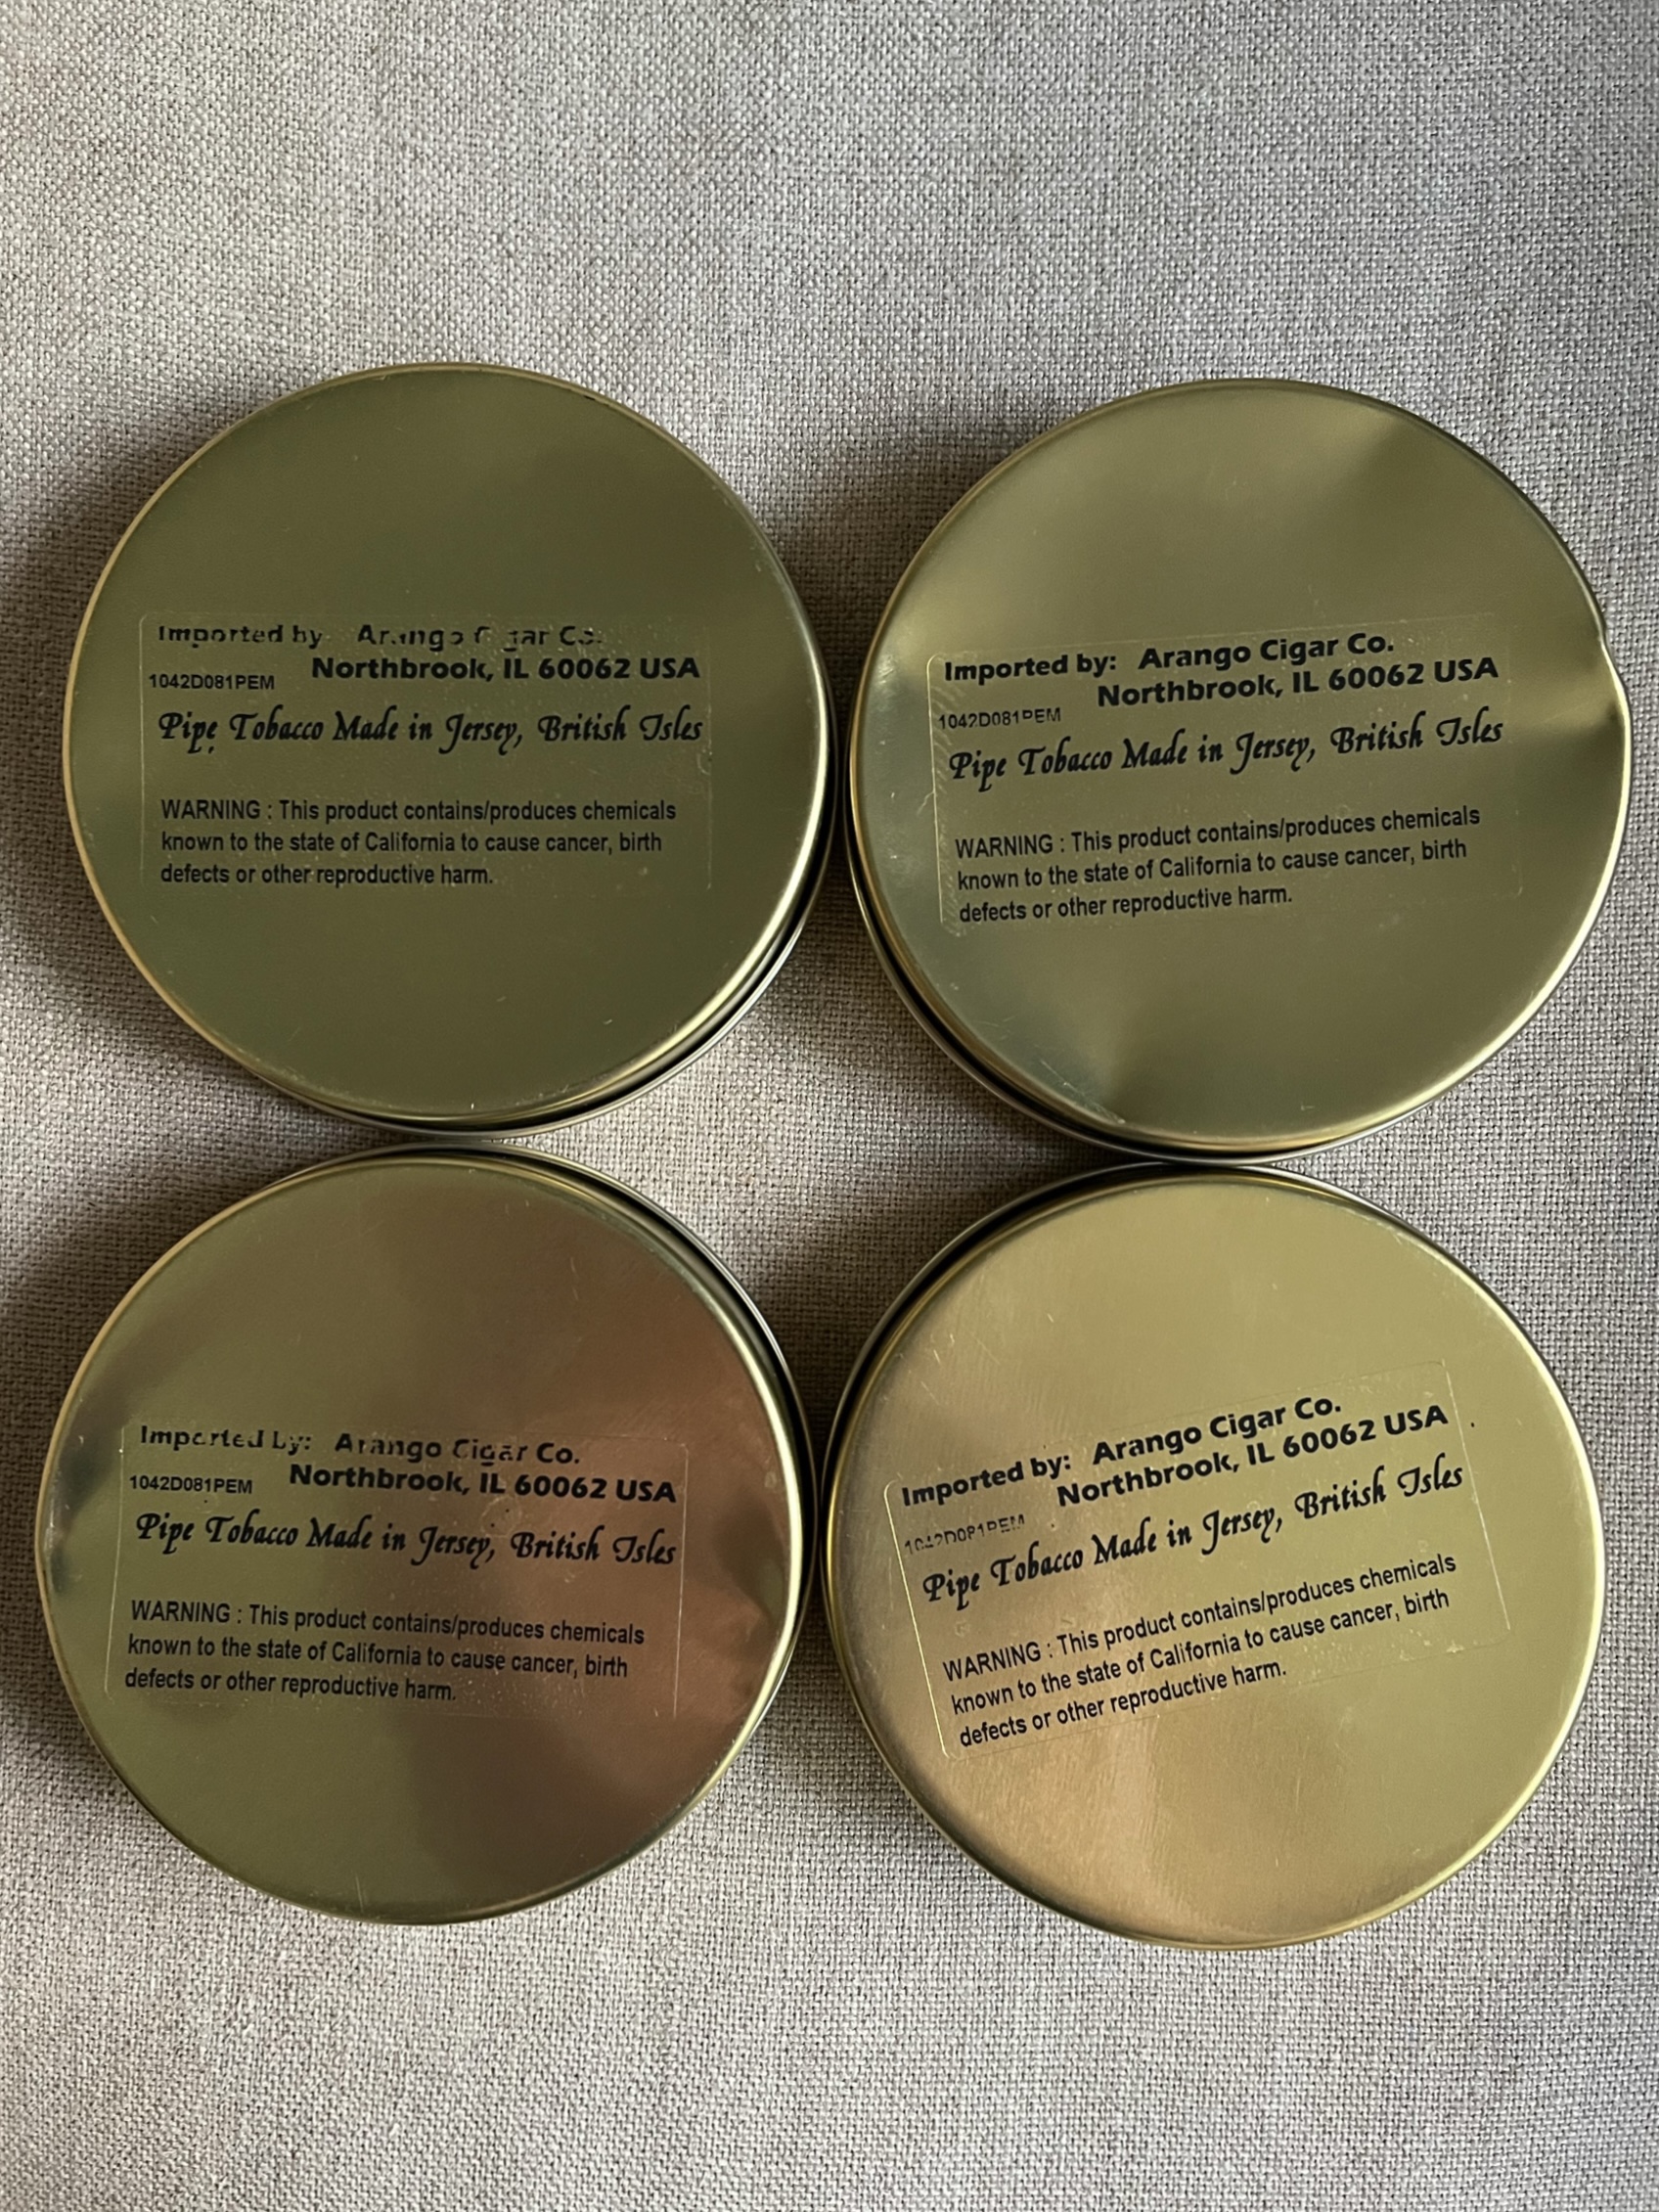 Imported by Arango Cigar Co.
Northbrook, IL 60062 USA
1042D081PEM
Pipe Tobacco Made in Jersey, British Isles
WARNING : This product contains/produces chemicals
known to the state of California to cause cancer, birth
defects or other reproductive harm.
Imported by: Arango Cigar Co.
Northbrook, IL 60062 USA
1042D081PEM
Pipe Tobacco Made in Jersey, British Isles
WARNING : This product contains/produces chemicals
known to the state of California to cause cancer, birth
defects or other reproductive harm.
Imported by: Arango Cigar Co.
Northbrook, IL 60062 USA
1042D081PEM
Pipe Tobacco Made in Jersey, British Isles
WARNING : This product contains/produces chemicals
known to the state of California to cause cancer, birth
defects or other reproductive harm.
Imported by: Arango Cigar Co.
Northbrook, IL 60062 USA
1042D081PEM
Pipe Tobacco Made in Jersey, British Isles
WARNING : This product contains/produces chemicals
known to the state of California to cause cancer, birth
defects or other reproductive harm.